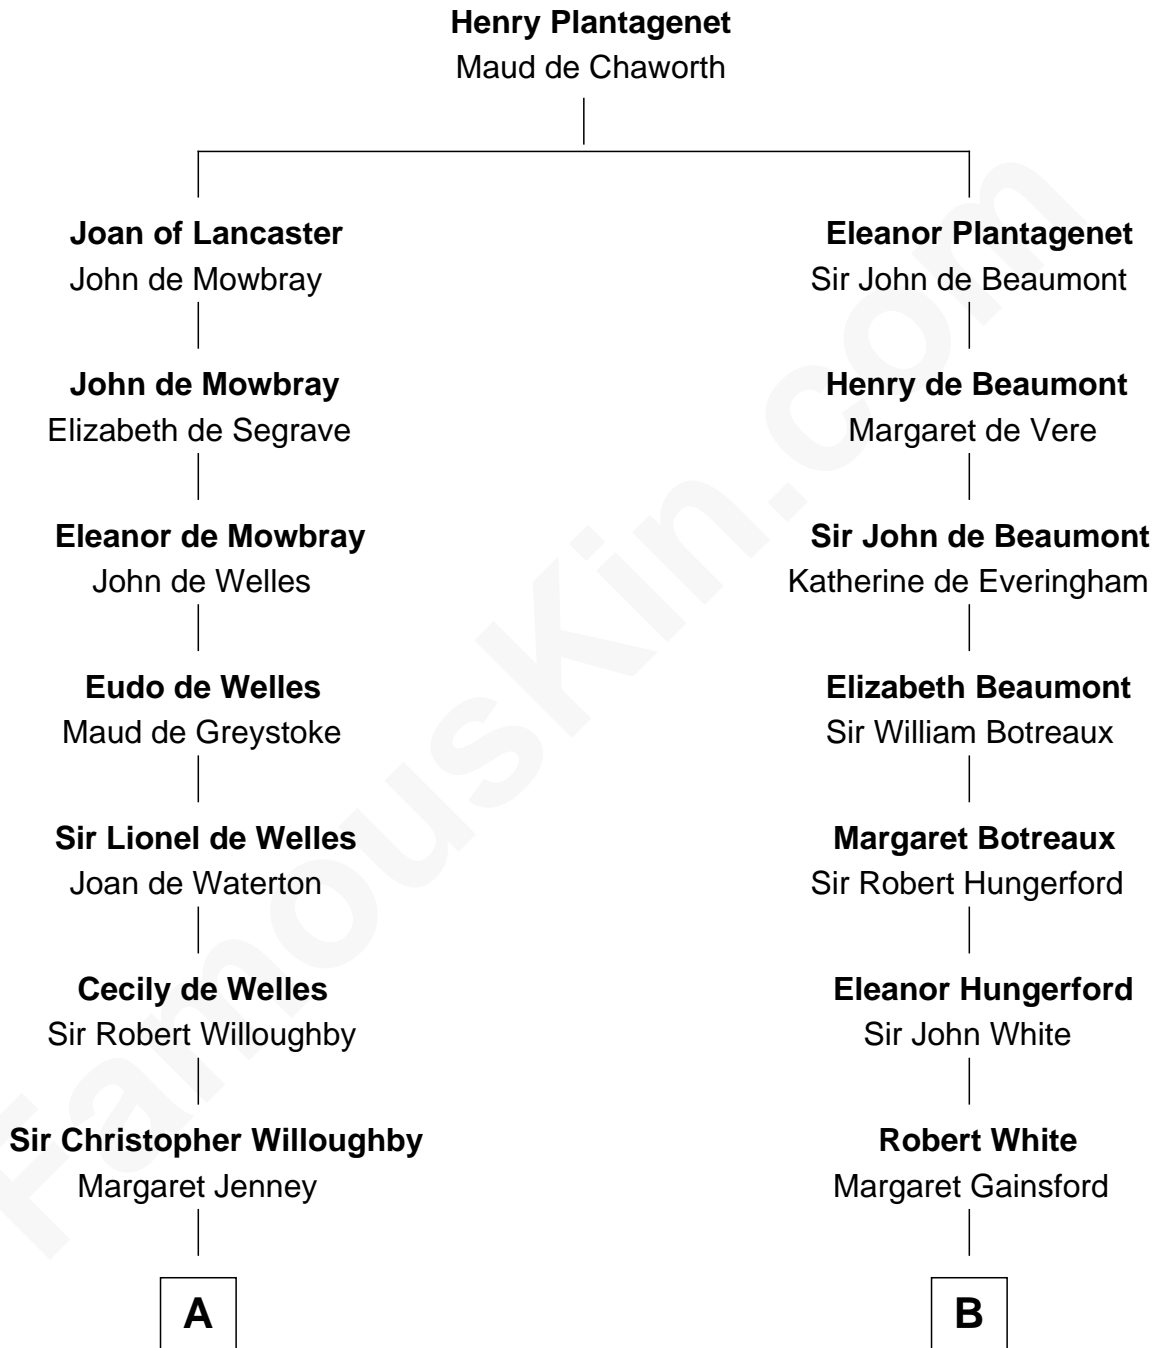 Henry Plantagenet
Maud de Chaworth
Joan of Lancaster
John de Mowbray
John de Mowbray
Elizabeth de Segrave
Eleanor de Mowbray
John de Welles
Eudo de Welles
Maud de Greystoke
Sir Lionel de Welles
Joan de Waterton
Cecily de Welles
Sir Robert Willoughby
Sir Christopher Willoughby
Margaret Jenney
A
Eleanor Plantagenet
Sir John de Beaumont
Henry de Beaumont
Margaret de Vere
Sir John de Beaumont
Katherine de Everingham
Elizabeth Beaumont
Sir William Botreaux
Margaret Botreaux
Sir Robert Hungerford
Eleanor Hungerford
Sir John White
Robert White
Margaret Gainsford
B
FamousKin.com